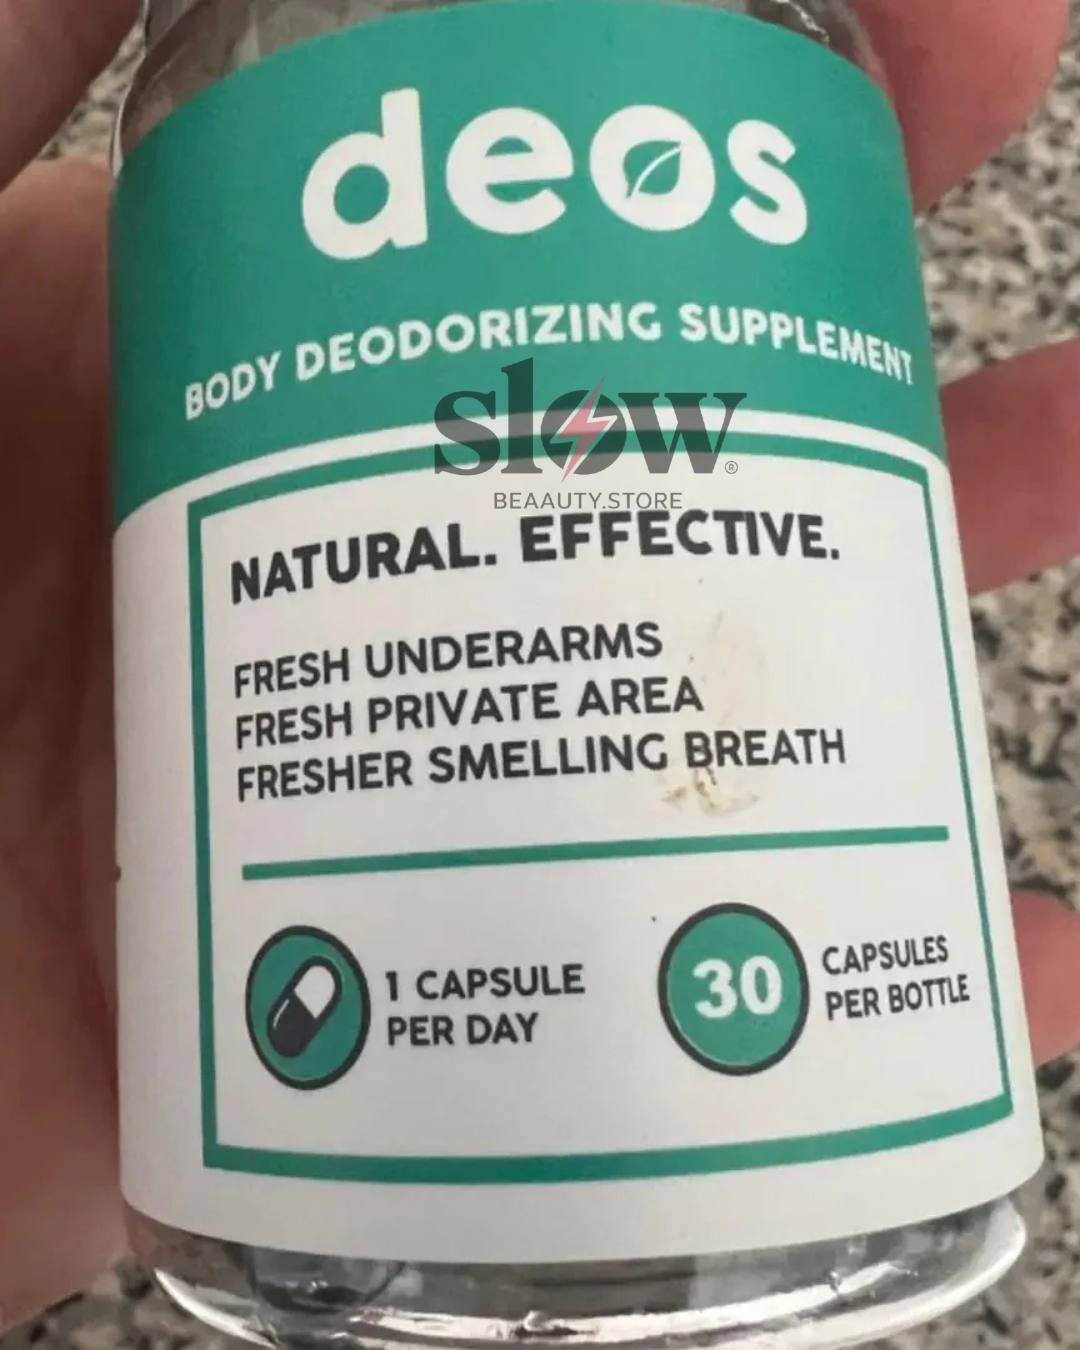 deos
BODY DEODORIZING SUPPLEMENT
slow®
BEAAUTY.STORE
NATURAL. EFFECTIVE.
FRESH UNDERARMS
FRESH PRIVATE AREA
FRESHER SMELLING BREATH
1 CAPSULE
PER DAY
30
CAPSULES
PER BOTTLE